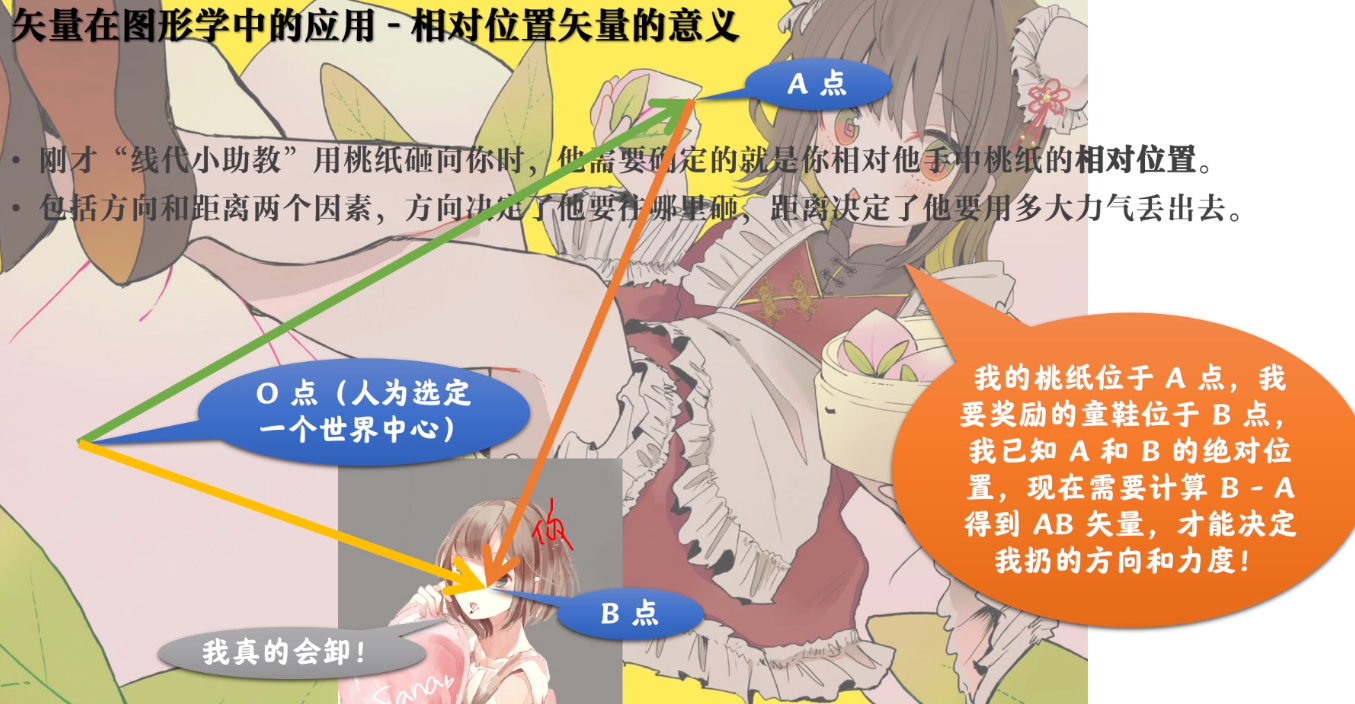 矢量在图形学中的应用 - 相对位置矢量的意义
A 点
• 刚才“线代小助教”用桃纸砸向你时，他需要确定的就是你相对他手中桃纸的相对位置。
• 包括方向和距离两个因素，方向决定了他要往哪里砸，距离决定了他要用多大力气丢出去。
O 点（人为选定
一个世界中心）
我的桃纸位于 A 点，我
要奖励的童鞋位于 B 点，
我已知 A 和 B 的绝对位
置，现在需要计算 B - A
得到 AB 矢量，才能决定
我扔的方向和力度！
你
B 点
我真的会卸！
Sana